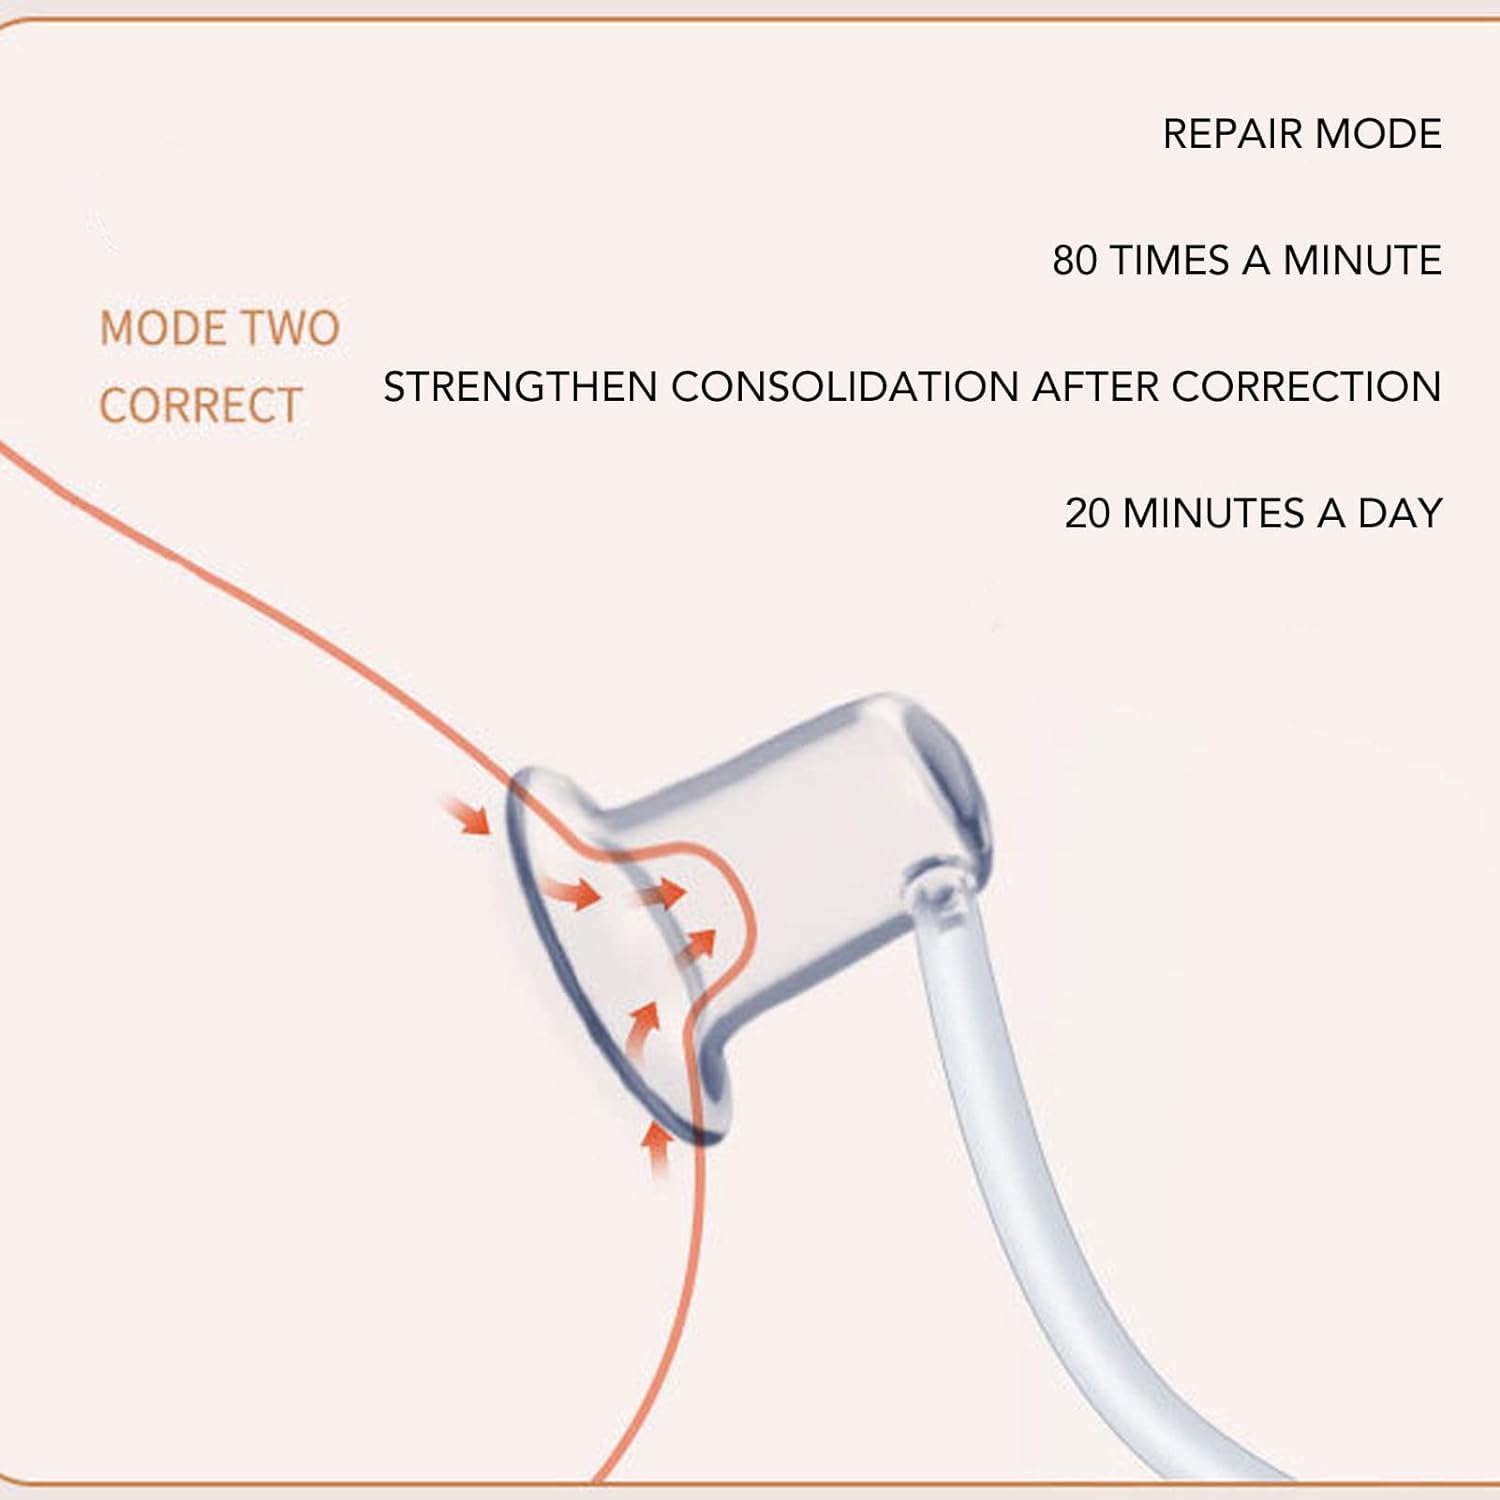 REPAIR MODE
80 TIMES A MINUTE
MODE TWO
CORRECT
STRENGTHEN CONSOLIDATION AFTER CORRECTION
20 MINUTES A DAY